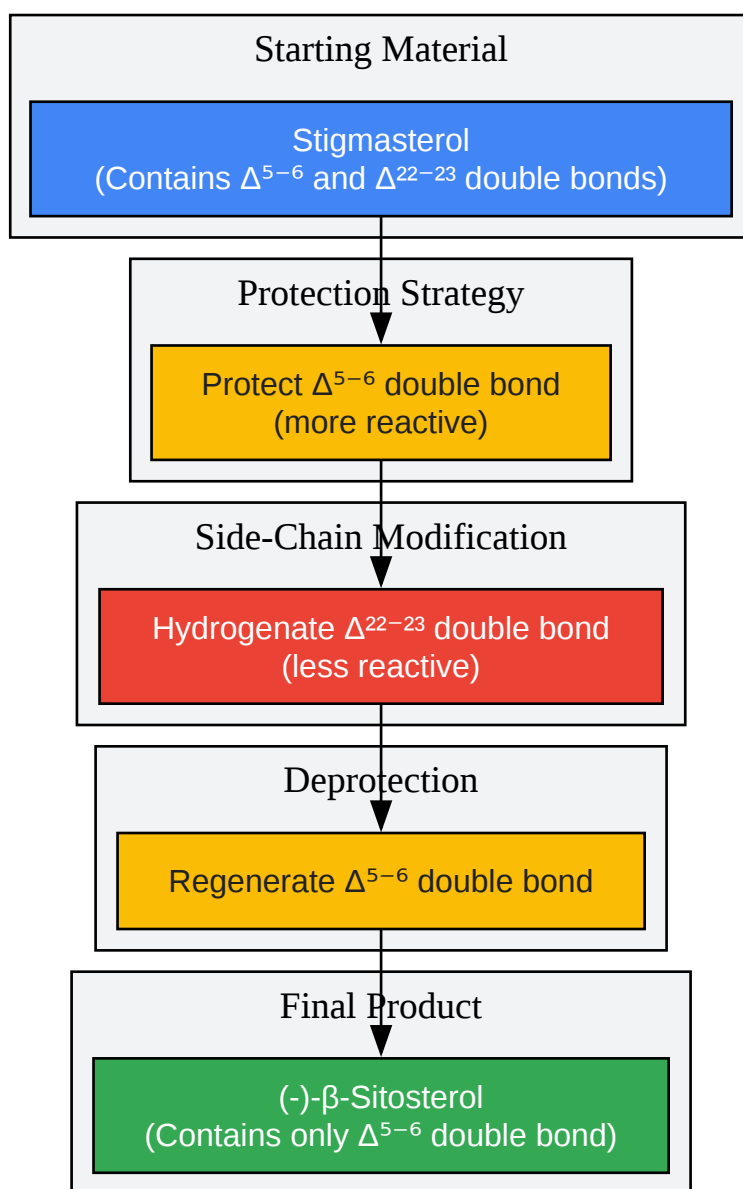 Starting Material
Stigmasterol
(Contains Δ⁵⁻⁶ and Δ²²⁻²³ double bonds)
Protection Strategy
Protect Δ⁵⁻⁶ double bond
(more reactive)
Side-Chain Modification
Hydrogenate Δ²²⁻²³ double bond
(less reactive)
Deprotection
Regenerate Δ⁵⁻⁶ double bond
Final Product
(-)-β-Sitosterol
(Contains only Δ⁵⁻⁶ double bond)